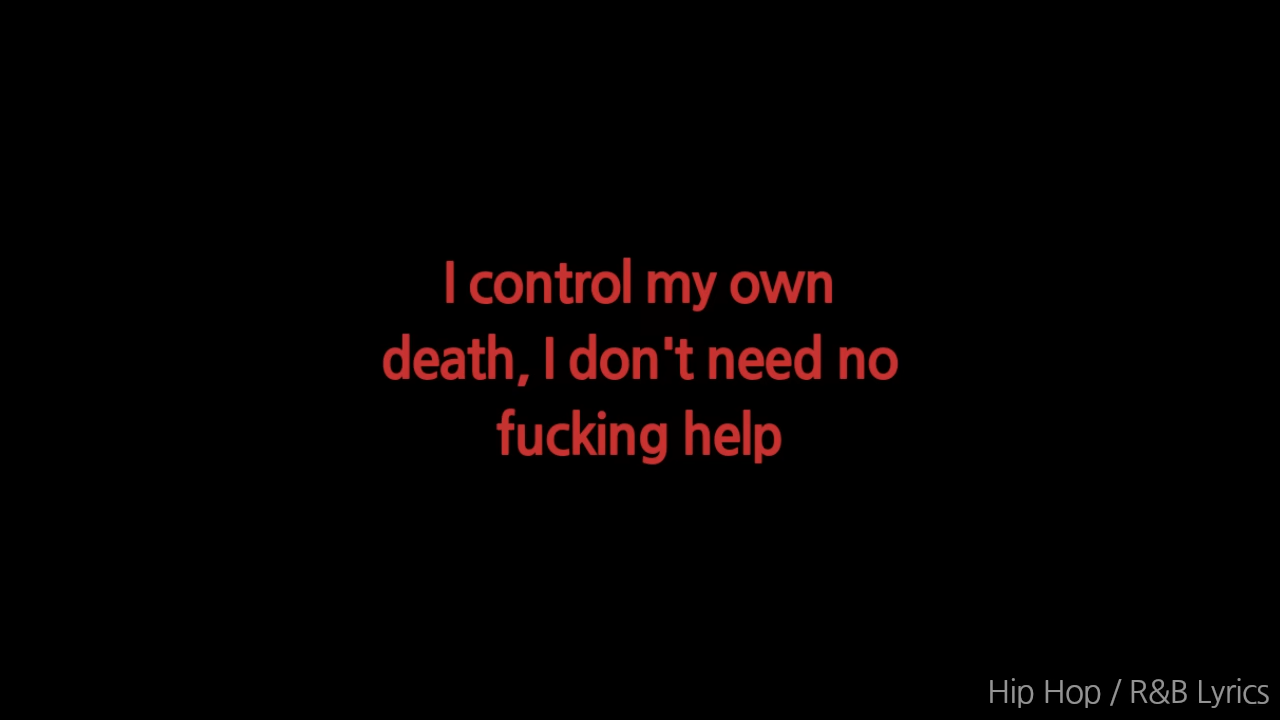 I control my own
death, I don't need no
fucking help
Hip Hop / R&B Lyrics